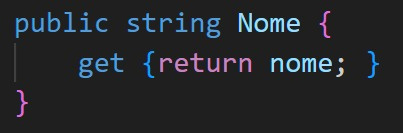 public string Nome {
    get {return nome; }
}